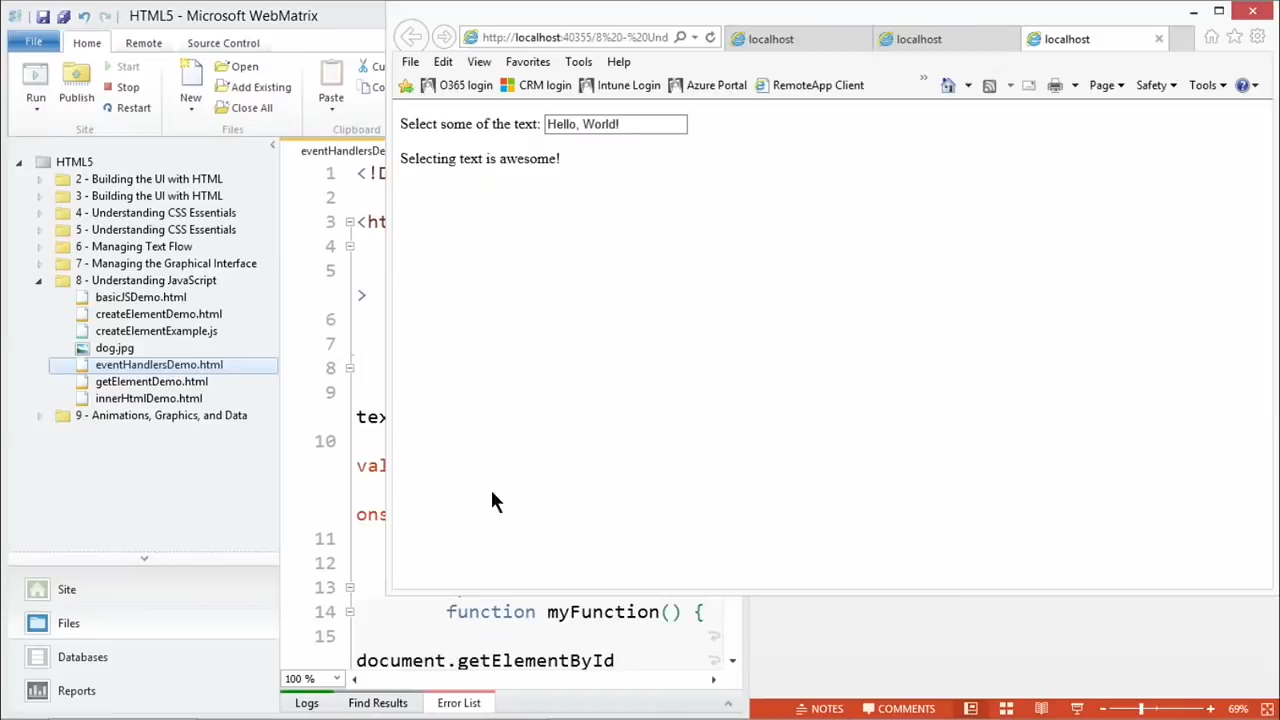 HTML5 - Microsoft WebMatrix
File Home Remote Source Control
Run Publish Start Stop Restart
New Open Add Existing Close All
Paste Cu Co
Site Files Clipboard
HTML5
2 - Building the UI with HTML
3 - Building the UI with HTML
4 - Understanding CSS Essentials
5 - Understanding CSS Essentials
6 - Managing Text Flow
7 - Managing the Graphical Interface
8 - Understanding JavaScript
basicJSDemo.html
createElementDemo.html
createElementExample.js
dog.jpg
eventHandlersDemo.html
getElementDemo.html
innerHtmlDemo.html
9 - Animations, Graphics, and Data
Site
Files
Databases
Reports
eventHandlersDe
1 <!D
2
3 <ht
4
5
>
6
7
8
9
tex
10
val
ons
11
12
13
14 function myFunction() {
15
document.getElementById
100 %
Logs Find Results Error List
http://localhost:40355/8%20-%20Und
localhost localhost localhost
File Edit View Favorites Tools Help
O365 login CRM login Intune Login Azure Portal RemoteApp Client » Page Safety Tools
Select some of the text: Hello, World!
Selecting text is awesome!
NOTES COMMENTS 69%